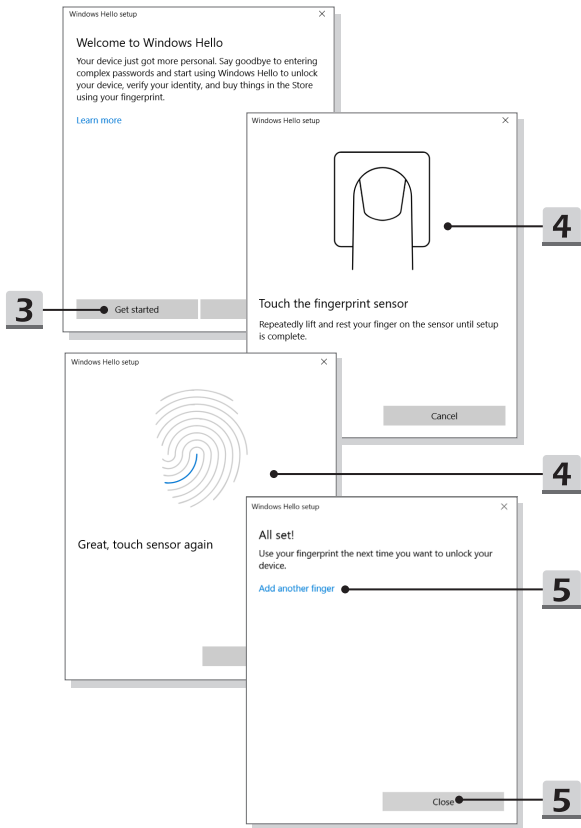 Windows Hello setup
Welcome to Windows Hello
Your device just got more personal. Say goodbye to entering
complex passwords and start using Windows Hello to unlock
your device, verify your identity, and buy things in the Store
using your fingerprint.
Learn more
3
Get started
Windows Hello setup
4
Touch the fingerprint sensor
Repeatedly lift and rest your finger on the sensor until setup
is complete.
Cancel
Windows Hello setup
4
Great, touch sensor again
Windows Hello setup
All set!
Use your fingerprint the next time you want to unlock your
device.
Add another finger
5
Close
5